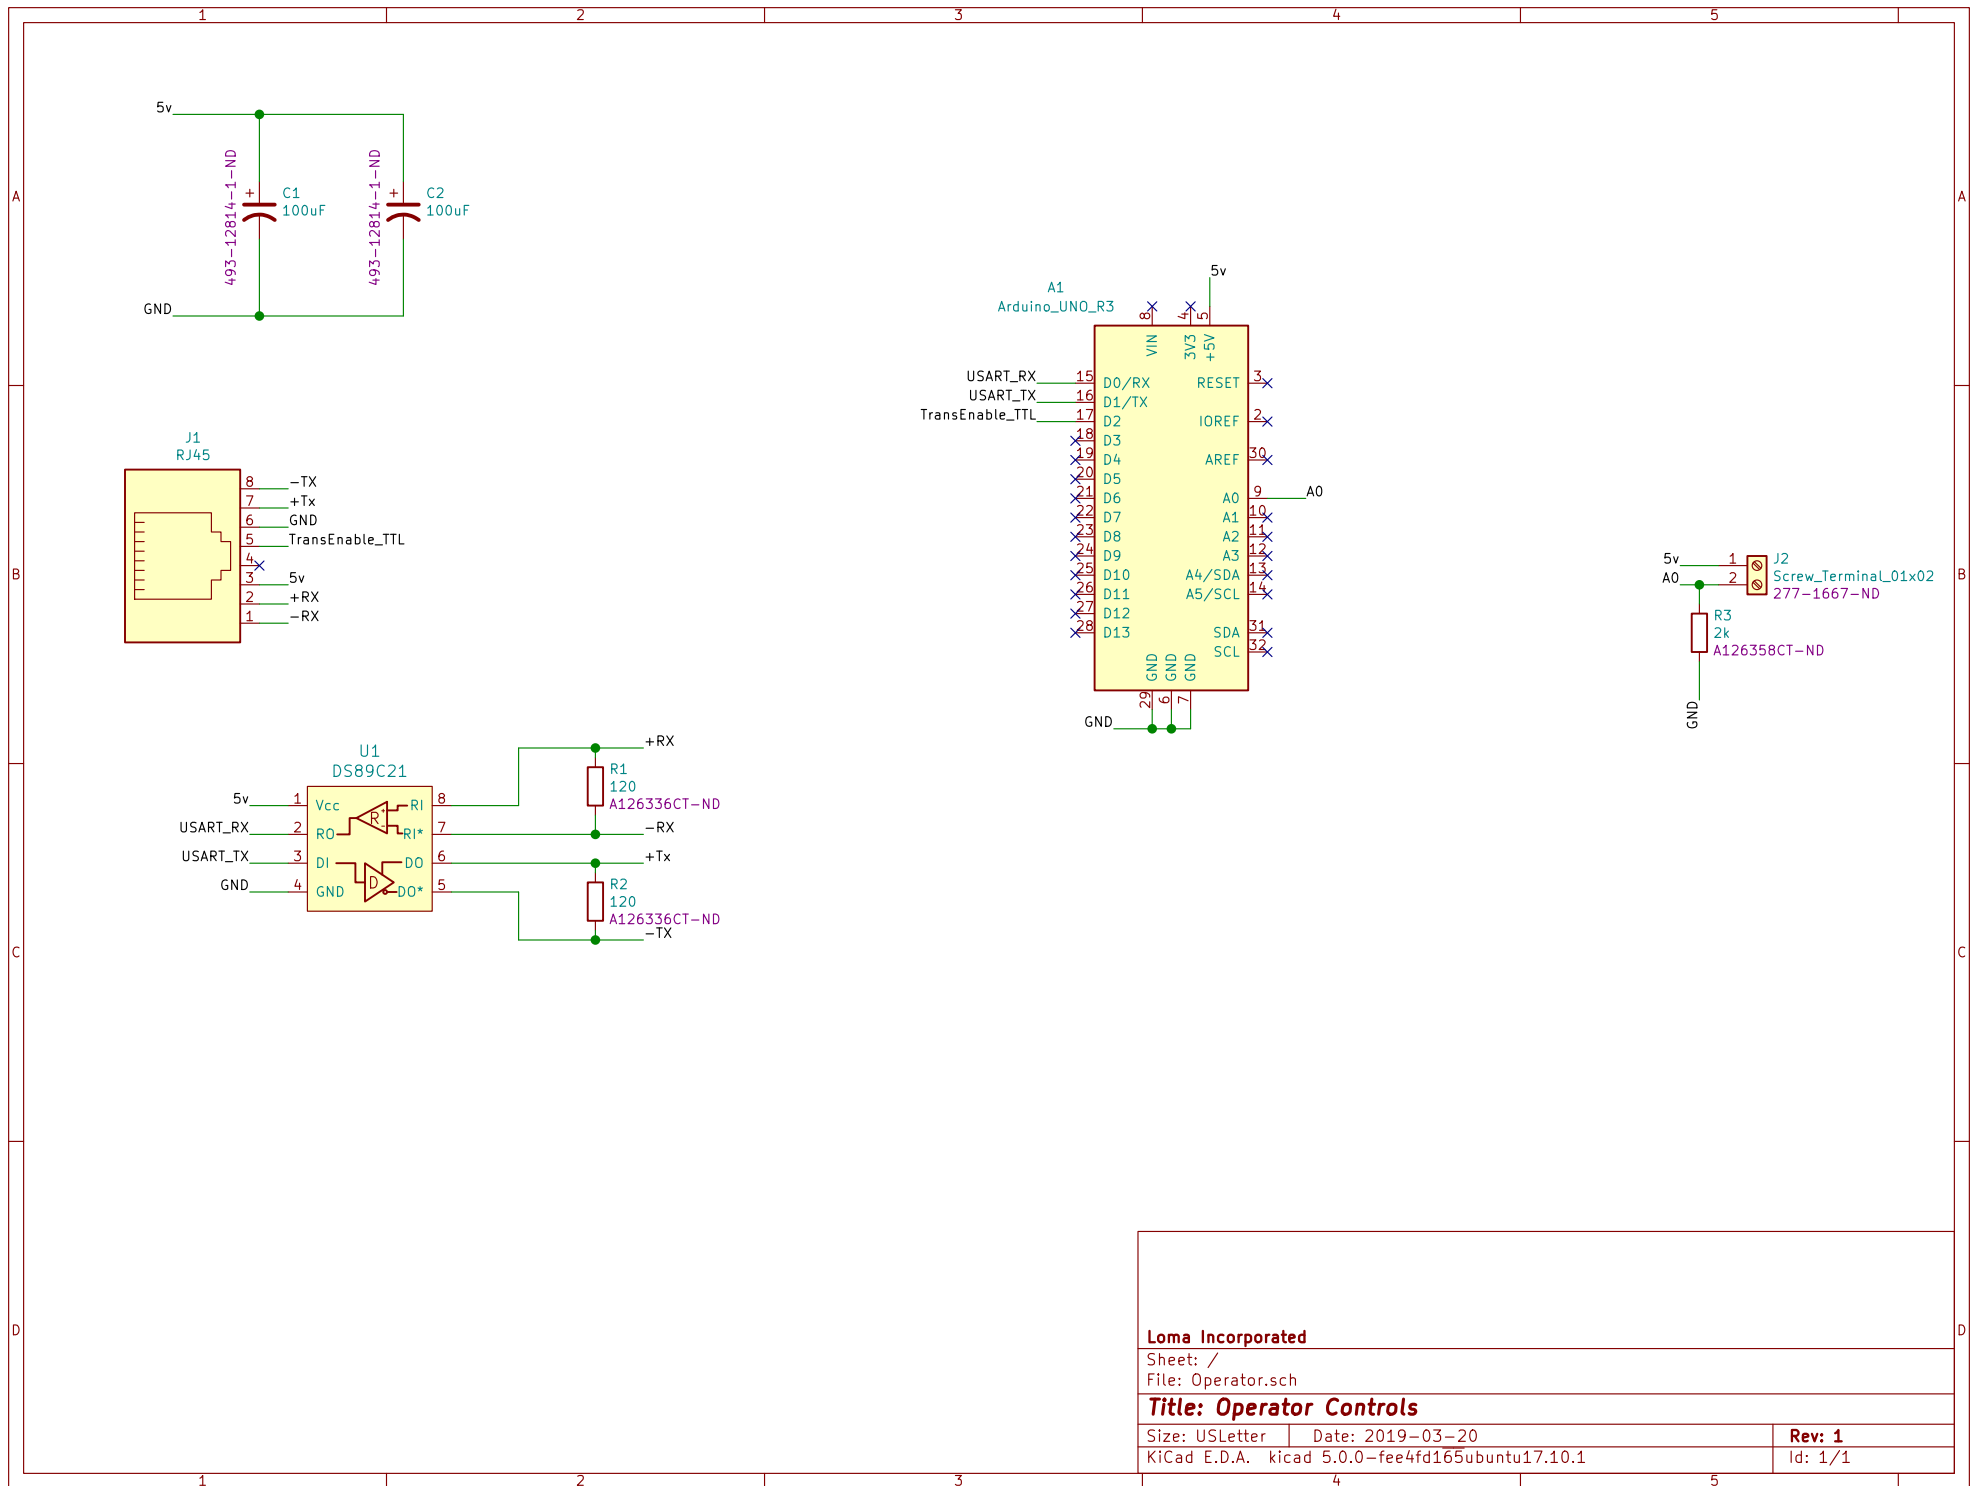 1 2 3 4 5
A A
B B
C C
D D
5v
GND
493-12814-1-ND
+
C1
100uF
493-12814-1-ND
+
C2
100uF
J1
RJ45
8 -TX
7 +Tx
6 GND
5 TransEnable_TTL
4
3 5v
2 +RX
1 -RX
U1
DS89C21
5v 1 Vcc
USART_RX 2 RO
USART_TX 3 DI
GND 4 GND
RI 8
RI* 7
DO 6
DO* 5
R
+
-
D
+RX
R1
120
A126336CT-ND
-RX
+Tx
R2
120
A126336CT-ND
-TX
A1
Arduino_UNO_R3
5v
8 4 5
VIN 3V3 +5V
USART_RX 15 D0/RX
USART_TX 16 D1/TX
TransEnable_TTL 17 D2
18 D3
19 D4
20 D5
21 D6
22 D7
23 D8
24 D9
25 D10
26 D11
27 D12
28 D13
RESET 3
IOREF 2
AREF 30
A0 9 A0
A1 10
A2 11
A3 12
A4/SDA 13
A5/SCL 14
SDA 31
SCL 32
GND GND GND
29 6 7
GND
5v 1
A0 2
J2
Screw_Terminal_01x02
277-1667-ND
R3
2k
A126358CT-ND
GND
Loma Incorporated
Sheet: /
File: Operator.sch
Title: Operator Controls
Size: USLetter Date: 2019-03-20 Rev: 1
KiCad E.D.A. kicad 5.0.0-fee4fd165ubuntu17.10.1 Id: 1/1
1 2 3 4 5